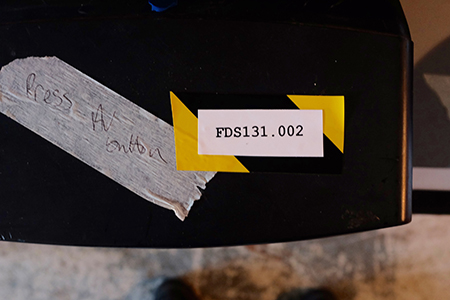 Press AV
button
FDS131.002